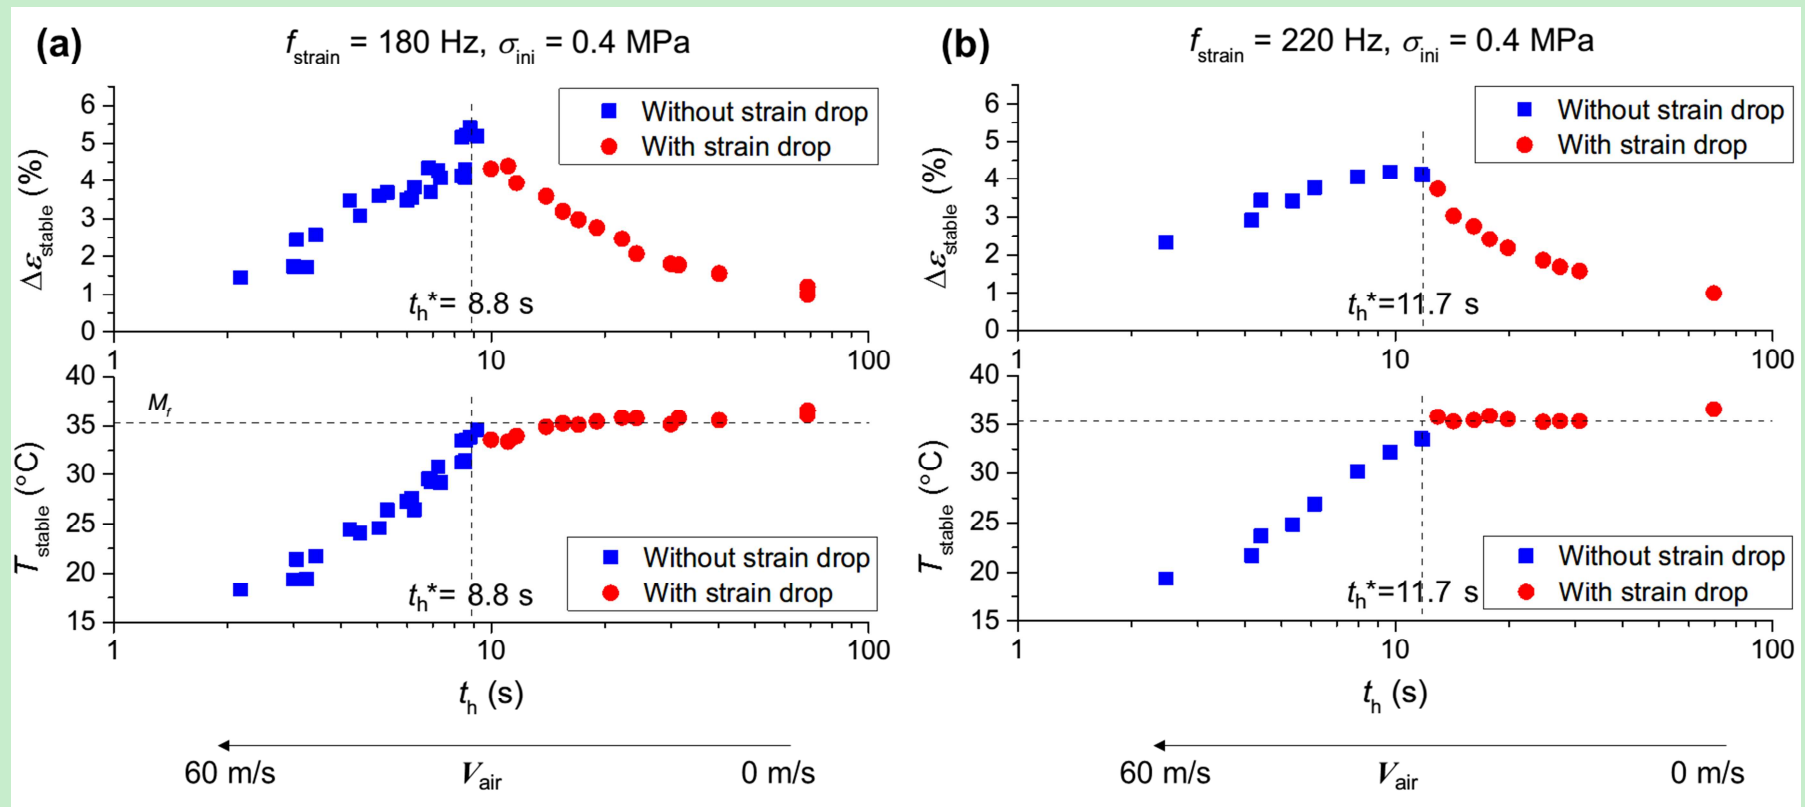 (a)
f_strain = 180 Hz, σ_ini = 0.4 MPa
Δε_stable (%)
6
5
4
3
2
1
0
Without strain drop
With strain drop
t_h*= 8.8 s
1
10
100
T_stable (°C)
40
35
30
25
20
15
M_f
Without strain drop
With strain drop
t_h*= 8.8 s
1
10
100
t_h (s)
60 m/s
V_air
0 m/s
(b)
f_strain = 220 Hz, σ_ini = 0.4 MPa
Δε_stable (%)
6
5
4
3
2
1
0
Without strain drop
With strain drop
t_h*=11.7 s
1
10
100
T_stable (°C)
40
35
30
25
20
15
Without strain drop
With strain drop
t_h*=11.7 s
1
10
100
t_h (s)
60 m/s
V_air
0 m/s